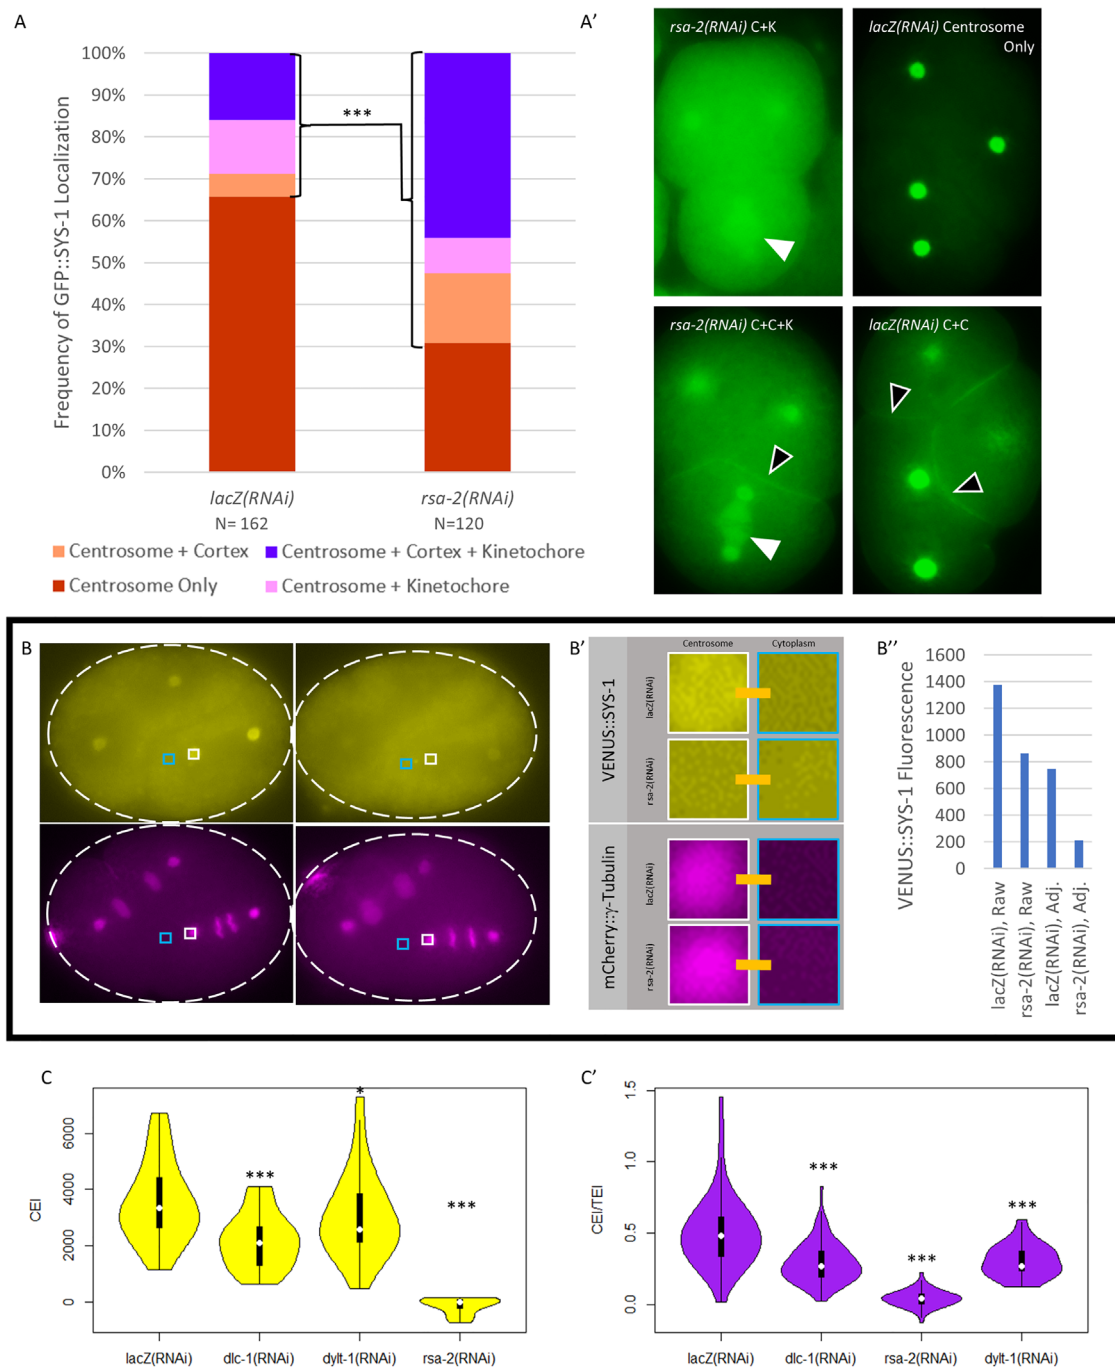 A
Frequency of GFP::SYS-1 Localization
100%
90%
80%
70%
60%
50%
40%
30%
20%
10%
0%
***
lacZ(RNAi)
N= 162
rsa-2(RNAi)
N=120
Centrosome + Cortex
Centrosome + Cortex + Kinetochore
Centrosome Only
Centrosome + Kinetochore
A'
rsa-2(RNAi) C+K
lacZ(RNAi) Centrosome
Only
rsa-2(RNAi) C+C+K
lacZ(RNAi) C+C
B
B'
Centrosome
Cytoplasm
VENUS::SYS-1
lacZ(RNAi)
rsa-2(RNAi)
mCherry::γ-Tubulin
lacZ(RNAi)
rsa-2(RNAi)
B''
VENUS::SYS-1 Fluorescence
1600
1400
1200
1000
800
600
400
200
0
lacZ(RNAi), Raw
rsa-2(RNAi), Raw
lacZ(RNAi), Adj.
rsa-2(RNAi), Adj.
C
CEI
6000
4000
2000
0
***
*
***
lacZ(RNAi)
dlc-1(RNAi)
dylt-1(RNAi)
rsa-2(RNAi)
C'
CEI/TEI
1.5
1.0
0.5
0.0
***
***
***
lacZ(RNAi)
dlc-1(RNAi)
rsa-2(RNAi)
dylt-1(RNAi)